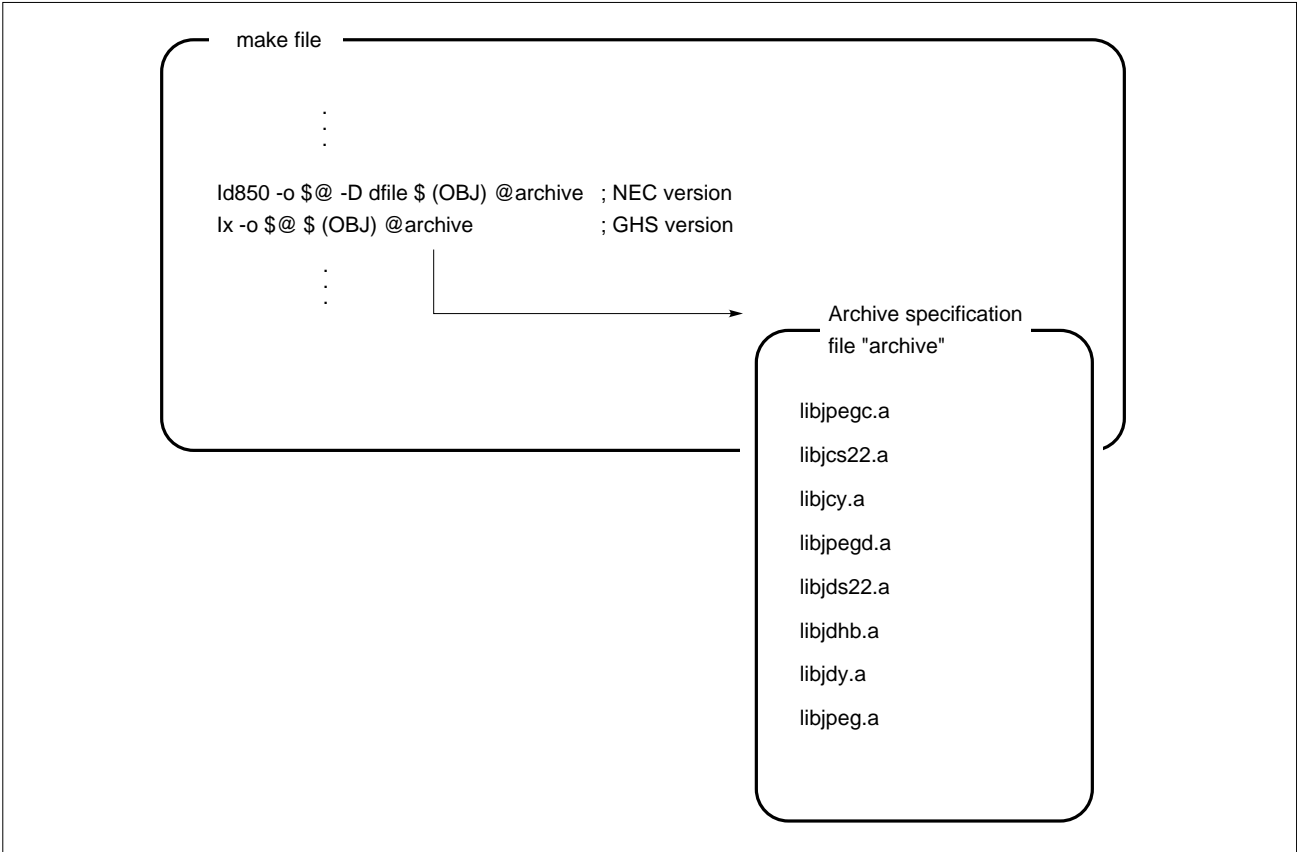 make file
.
.
.
ld850 -o $@ -D dfile $ (OBJ) @archive ; NEC version
lx -o $@ $ (OBJ) @archive ; GHS version
.
.
.
Archive specification
file "archive"
libjpegc.a
libjcs22.a
libjcy.a
libjpegd.a
libjds22.a
libjdhb.a
libjdy.a
libjpeg.a